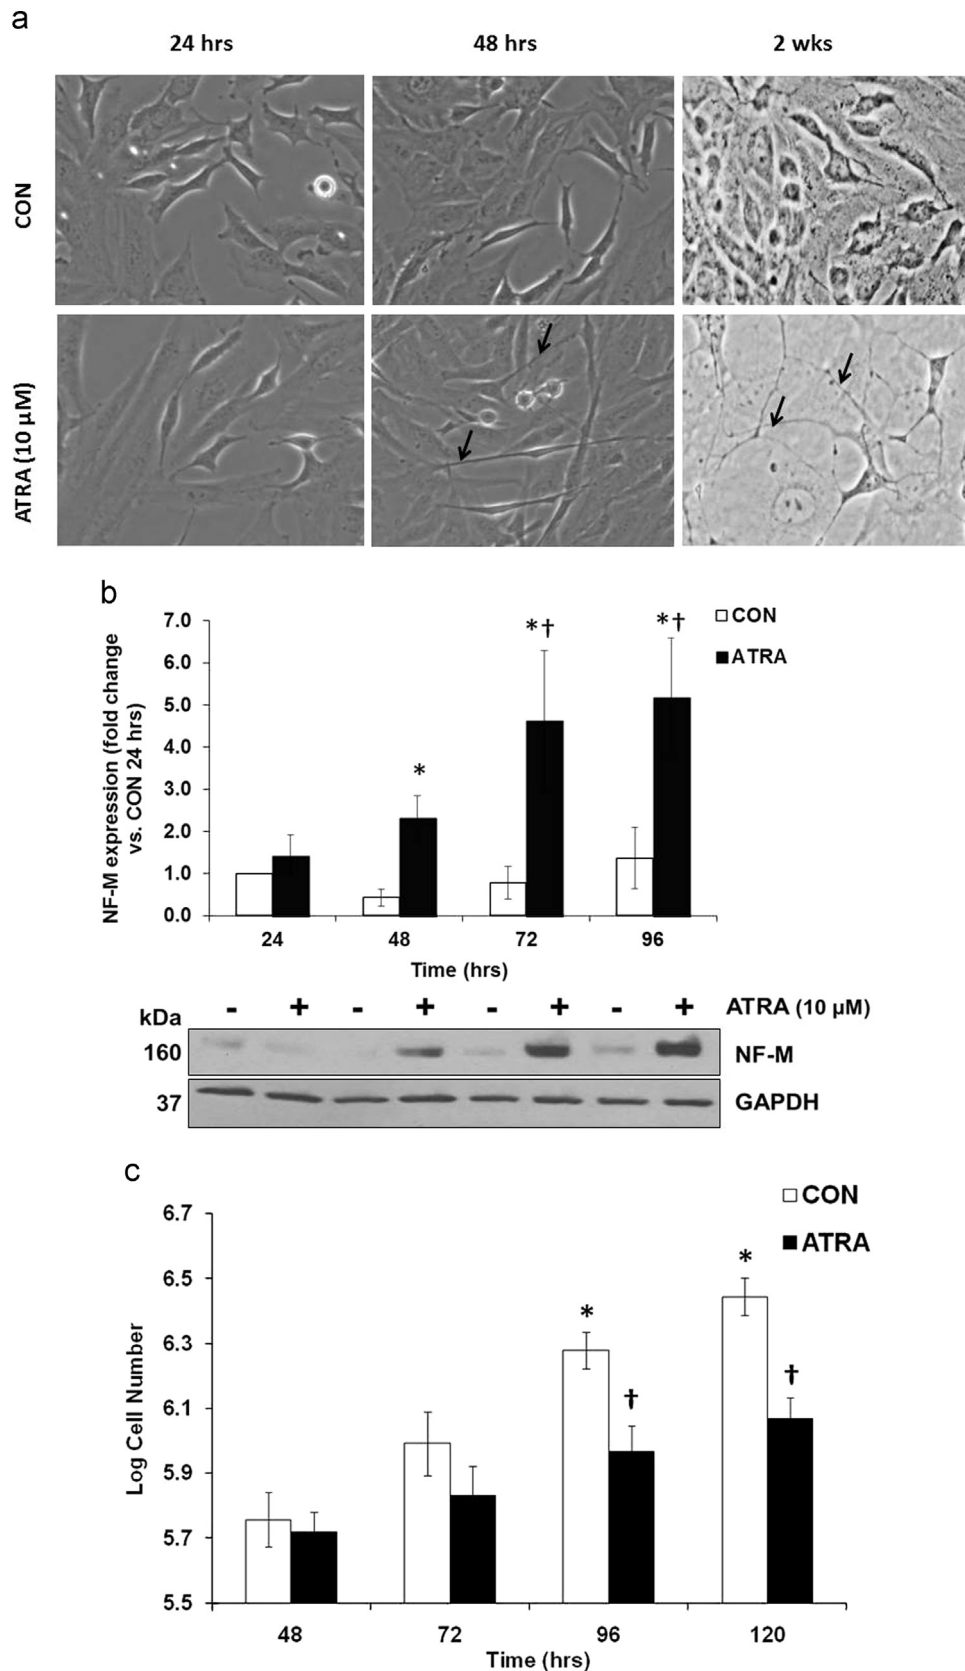 a
24 hrs 48 hrs 2 wks
CON
ATRA (10 µM)
b
NF-M expression (fold change
vs. CON 24 hrs)
7.0
6.0
5.0
4.0
3.0
2.0
1.0
0.0
* *† *†
CON
ATRA
24 48 72 96
Time (hrs)
- + - + - + - + ATRA (10 µM)
kDa
160 NF-M
37 GAPDH
c
Log Cell Number
6.7
6.5
6.3
6.1
5.9
5.7
5.5
* † * †
CON
ATRA
48 72 96 120
Time (hrs)